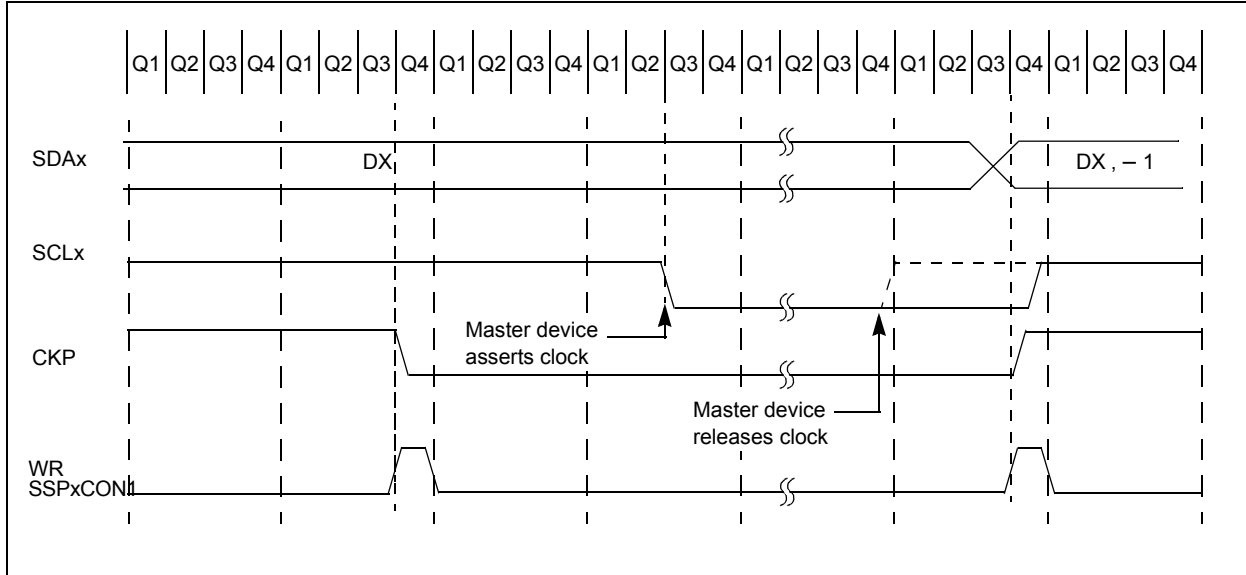 Q1 Q2 Q3 Q4 Q1 Q2 Q3 Q4 Q1 Q2 Q3 Q4 Q1 Q2 Q3 Q4 Q1 Q2 Q3 Q4 Q1 Q2 Q3 Q4 Q1 Q2 Q3 Q4
SDAx
DX
DX , – 1
SCLx
Master device
asserts clock
CKP
Master device
releases clock
WR
SSPxCON1